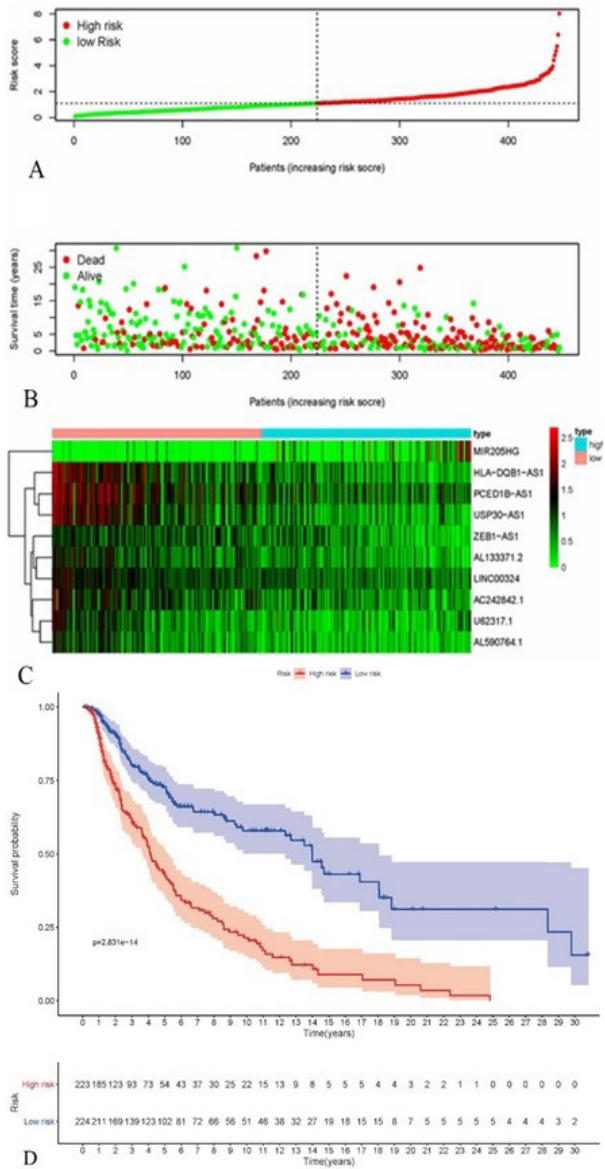 High risk
low Risk
Risk score
0 2 4 6 8
0 100 200 300 400
Patients (increasing risk socre)
A
Dead
Alive
Survival time (years)
0 5 15 25
0 100 200 300 400
Patients (increasing risk socre)
B
type
MIR205HG
HLA-DQB1-AS1
PCED1B-AS1
USP30-AS1
ZEB1-AS1
AL133371.2
LINC00324
AC242842.1
U62317.1
AL590764.1
2.5
2
1.5
1
0.5
0
type
high
low
C
Risk High risk Low risk
Survival probability
1.00
0.75
0.50
0.25
0.00
p=2.831e-14
0 1 2 3 4 5 6 7 8 9 10 11 12 13 14 15 16 17 18 19 20 21 22 23 24 25 26 27 28 29 30
Time(years)
Risk
High risk 223 185 123 93 73 54 43 37 30 25 22 15 13 9 8 5 5 5 4 4 3 2 2 1 1 0 0 0 0 0 0
Low risk 224 211 169 139 123 102 81 72 66 56 51 46 38 32 27 19 18 15 15 8 7 5 5 5 5 5 4 4 4 3 2
0 1 2 3 4 5 6 7 8 9 10 11 12 13 14 15 16 17 18 19 20 21 22 23 24 25 26 27 28 29 30
Time(years)
D